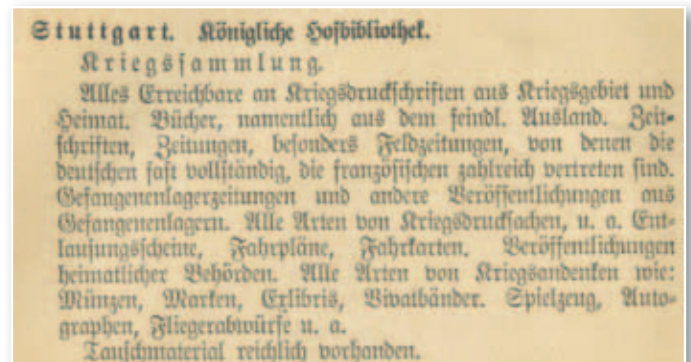 Stuttgart. Königliche Hofbibliothek.
Kriegssammlung.
Alles Erreichbare an Kriegsdruckschriften aus Kriegsgebiet und
Heimat. Bücher, namentlich aus dem feindl. Ausland. Zeit-
schriften, Zeitungen, besonders Feldzeitungen, von denen die
deutschen fast vollständig, die französischen zahlreich vertreten sind.
Gefangenenlagerzeitungen und andere Veröffentlichungen aus
Gefangenenlagern. Alle Arten von Kriegsdrucksachen, u. a. Ent-
lausungsscheine, Fahrpläne, Fahrkarten. Veröffentlichungen
heimatlicher Behörden. Alle Arten von Kriegsandenken wie:
Münzen, Marken, Exlibris, Vivatbänder. Spielzeug, Auto-
graphen, Fliegerabwürfe u. a.
Tauschmaterial reichlich vorhanden.